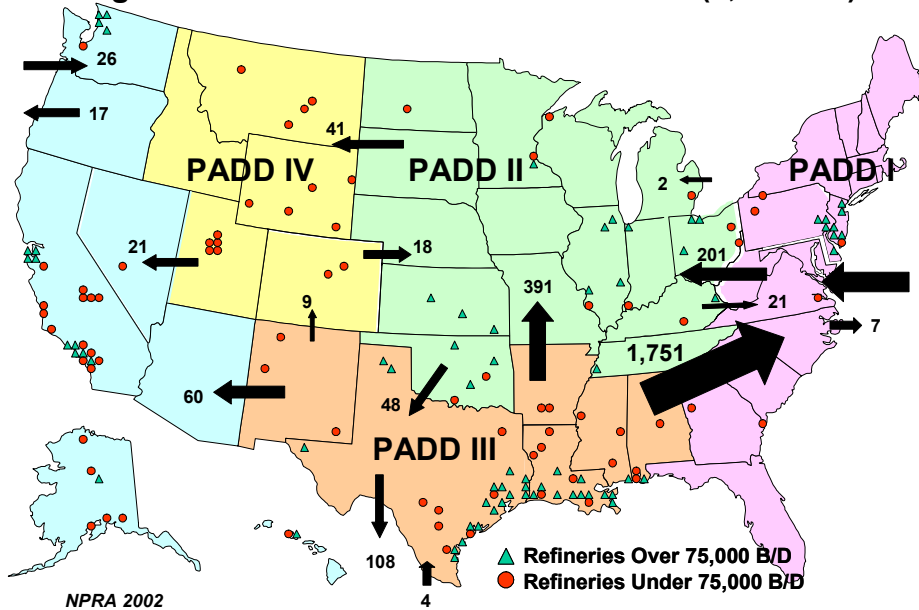 26
17
41
PADD IV
PADD II
PADD I
2
21
18
201
9
391
21
7
1,751
60
48
PADD III
108
4
Refineries Over 75,000 B/D
Refineries Under 75,000 B/D
NPRA 2002